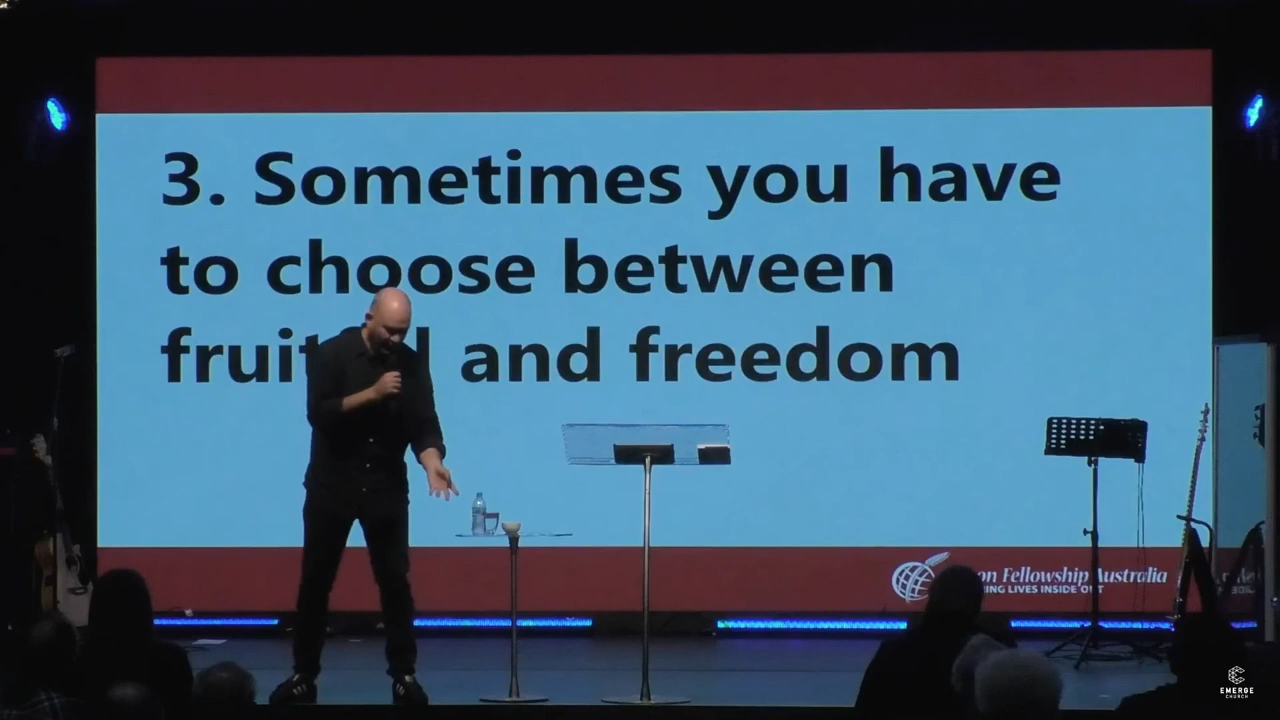 3. Sometimes you have
to choose between
and freedom
Fellowship Australia
LIVES INSIDE OUT
EMERGE
CHURCH